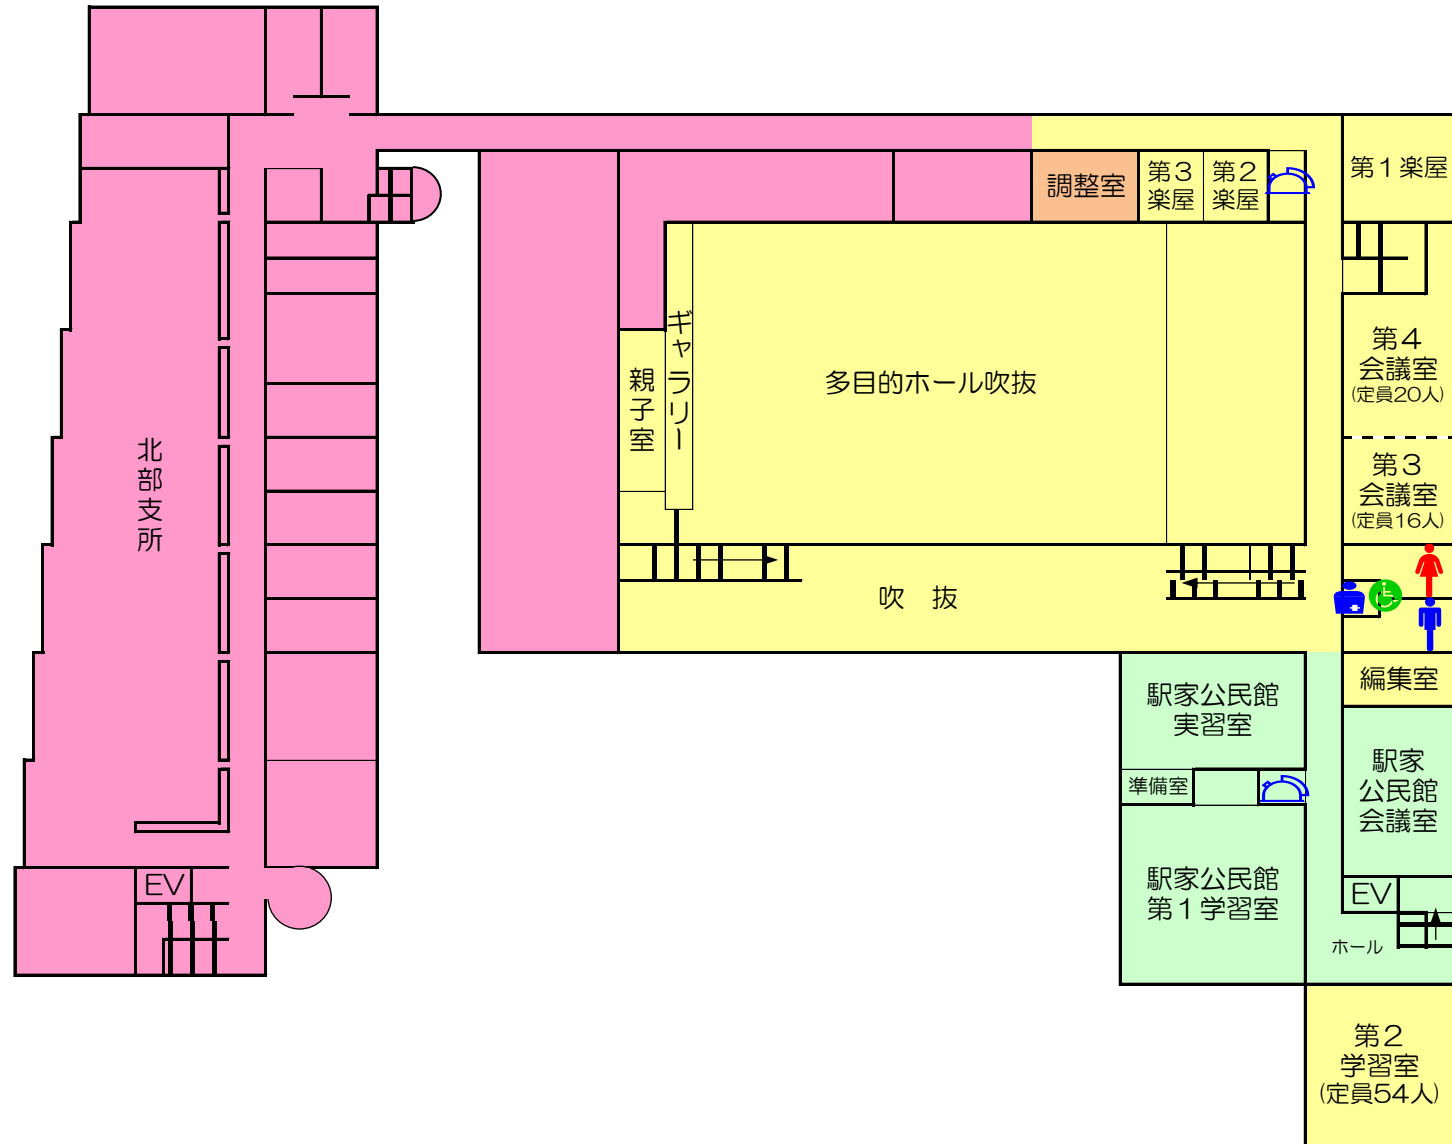 第１楽屋
調整室
第３
楽屋
第２
楽屋
ギャラリー
親子室
多目的ホール吹抜
第４
会議室
(定員20人)
第３
会議室
(定員16人)
北部支所
吹　抜
編集室
駅家公民館
実習室
準備室
駅家
公民館
会議室
駅家公民館
第１学習室
EV
EV
ホール
第２
学習室
(定員54人)